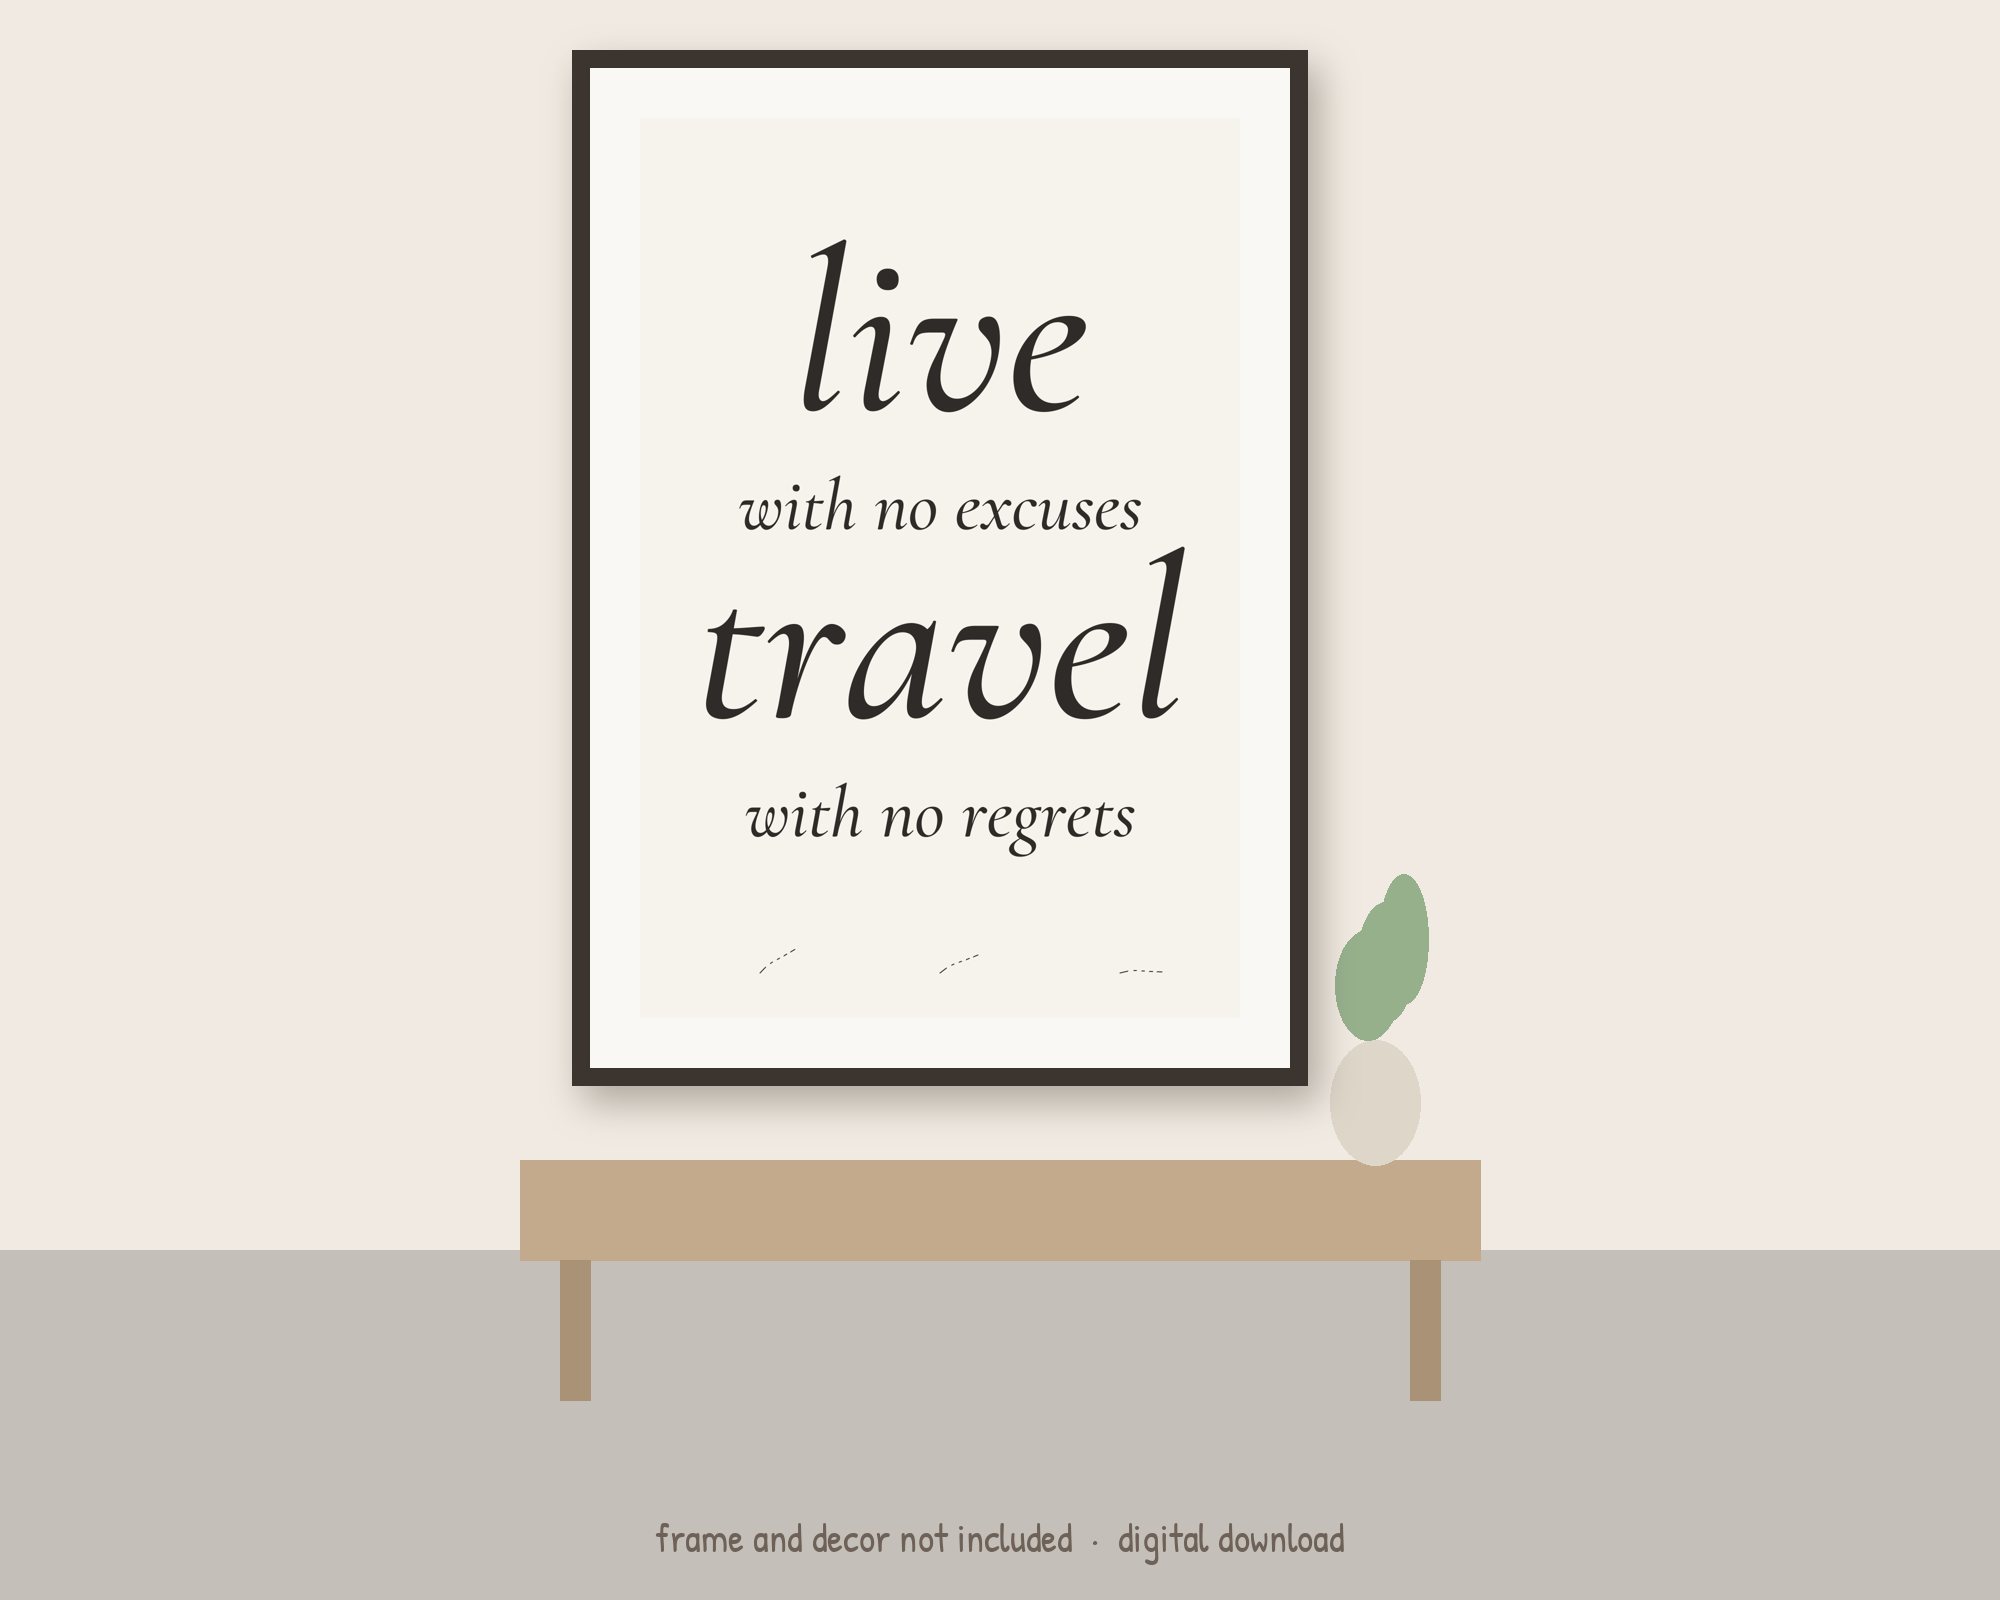 live
with no excuses
travel
with no regrets
frame and decor not included · digital download